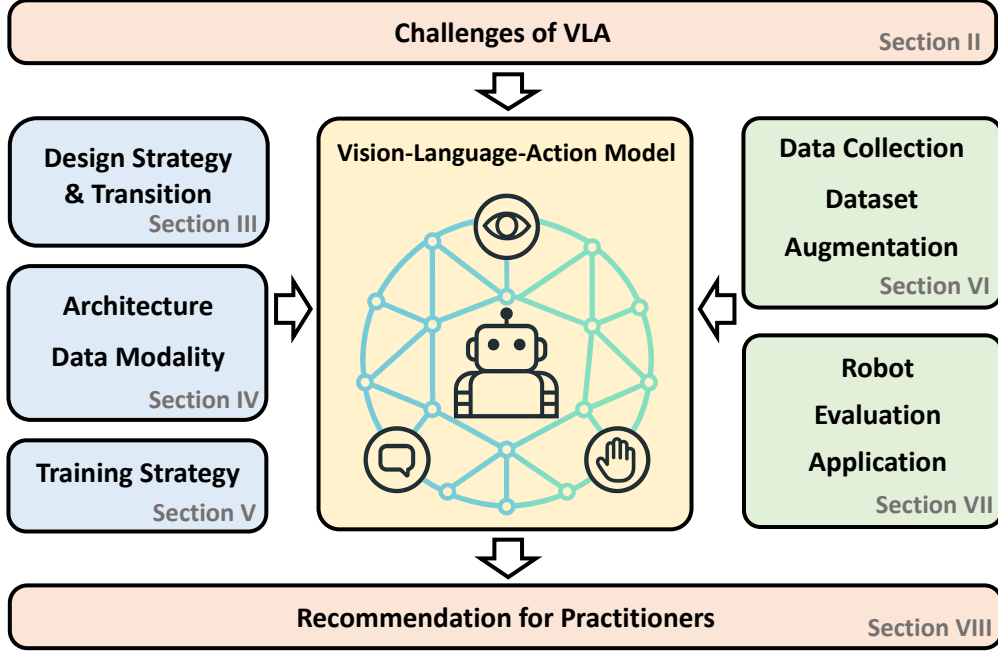 Challenges of VLA
Section II
Design Strategy
& Transition
Section III
Architecture
Data Modality
Section IV
Training Strategy
Section V
Vision-Language-Action Model
Data Collection
Dataset
Augmentation
Section VI
Robot
Evaluation
Application
Section VII
Recommendation for Practitioners
Section VIII